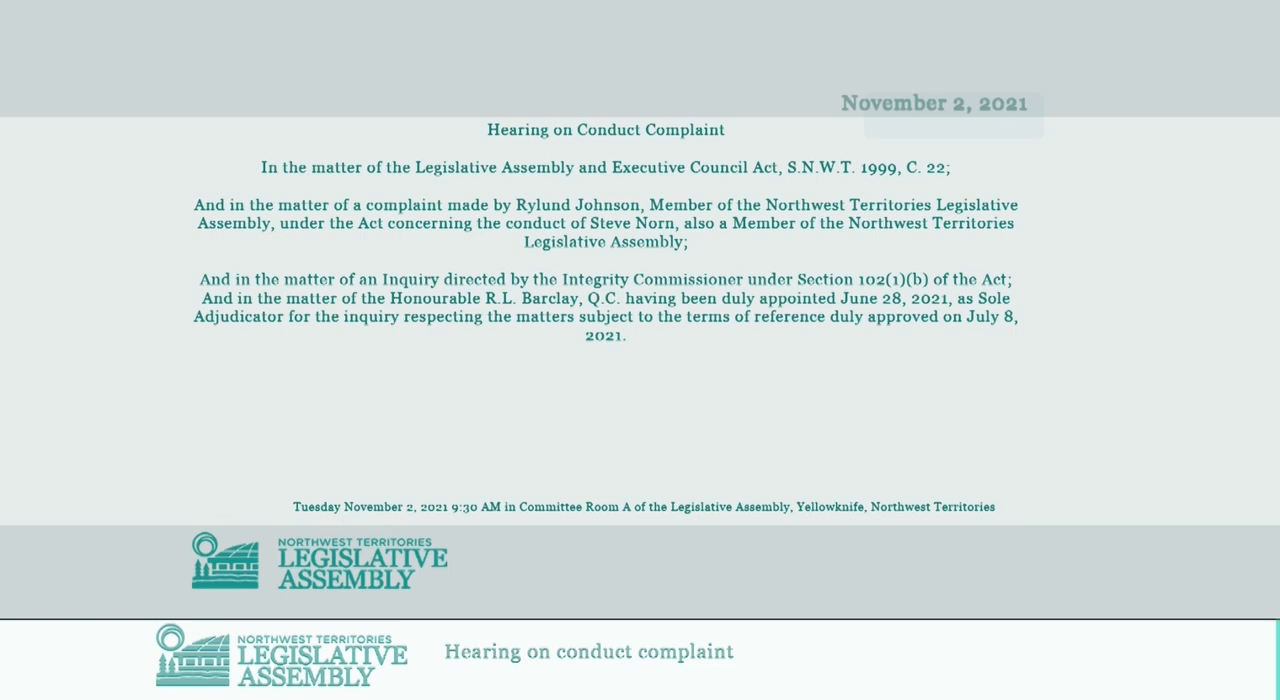 November 2, 2021
Hearing on Conduct Complaint
In the matter of the Legislative Assembly and Executive Council Act, S.N.W.T. 1999, C. 22;
And in the matter of a complaint made by Rylund Johnson, Member of the Northwest Territories Legislative
Assembly, under the Act concerning the conduct of Steve Norn, also a Member of the Northwest Territories
Legislative Assembly;
And in the matter of an Inquiry directed by the Integrity Commissioner under Section 102(1)(b) of the Act;
And in the matter of the Honourable R.L. Barclay, Q.C. having been duly appointed June 28, 2021, as Sole
Adjudicator for the inquiry respecting the matters subject to the terms of reference duly approved on July 8,
2021.
Tuesday November 2, 2021 9:30 AM in Committee Room A of the Legislative Assembly, Yellowknife, Northwest Territories
NORTHWEST TERRITORIES
LEGISLATIVE
ASSEMBLY
NORTHWEST TERRITORIES
LEGISLATIVE
ASSEMBLY
Hearing on conduct complaint